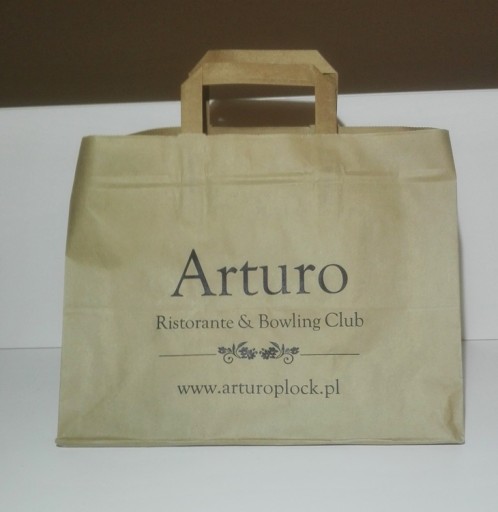 Arturo
Ristorante & Bowling Club
www.arturoplock.pl